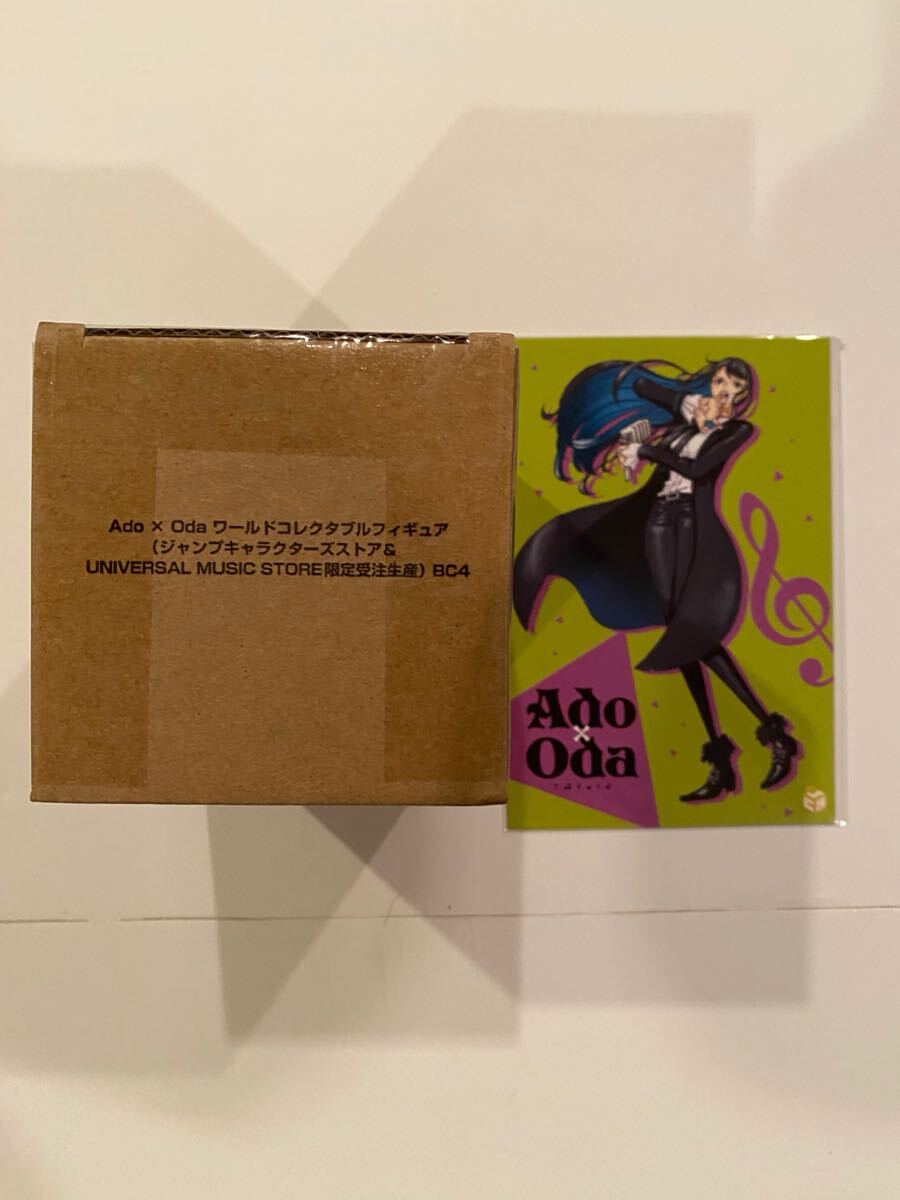 Ado × Oda ワールドコレクタブルフィギュア
（ジャンプキャラクターズストア＆
UNIVERSAL MUSIC STORE限定受注生産）BC4
Ado
×
Oda